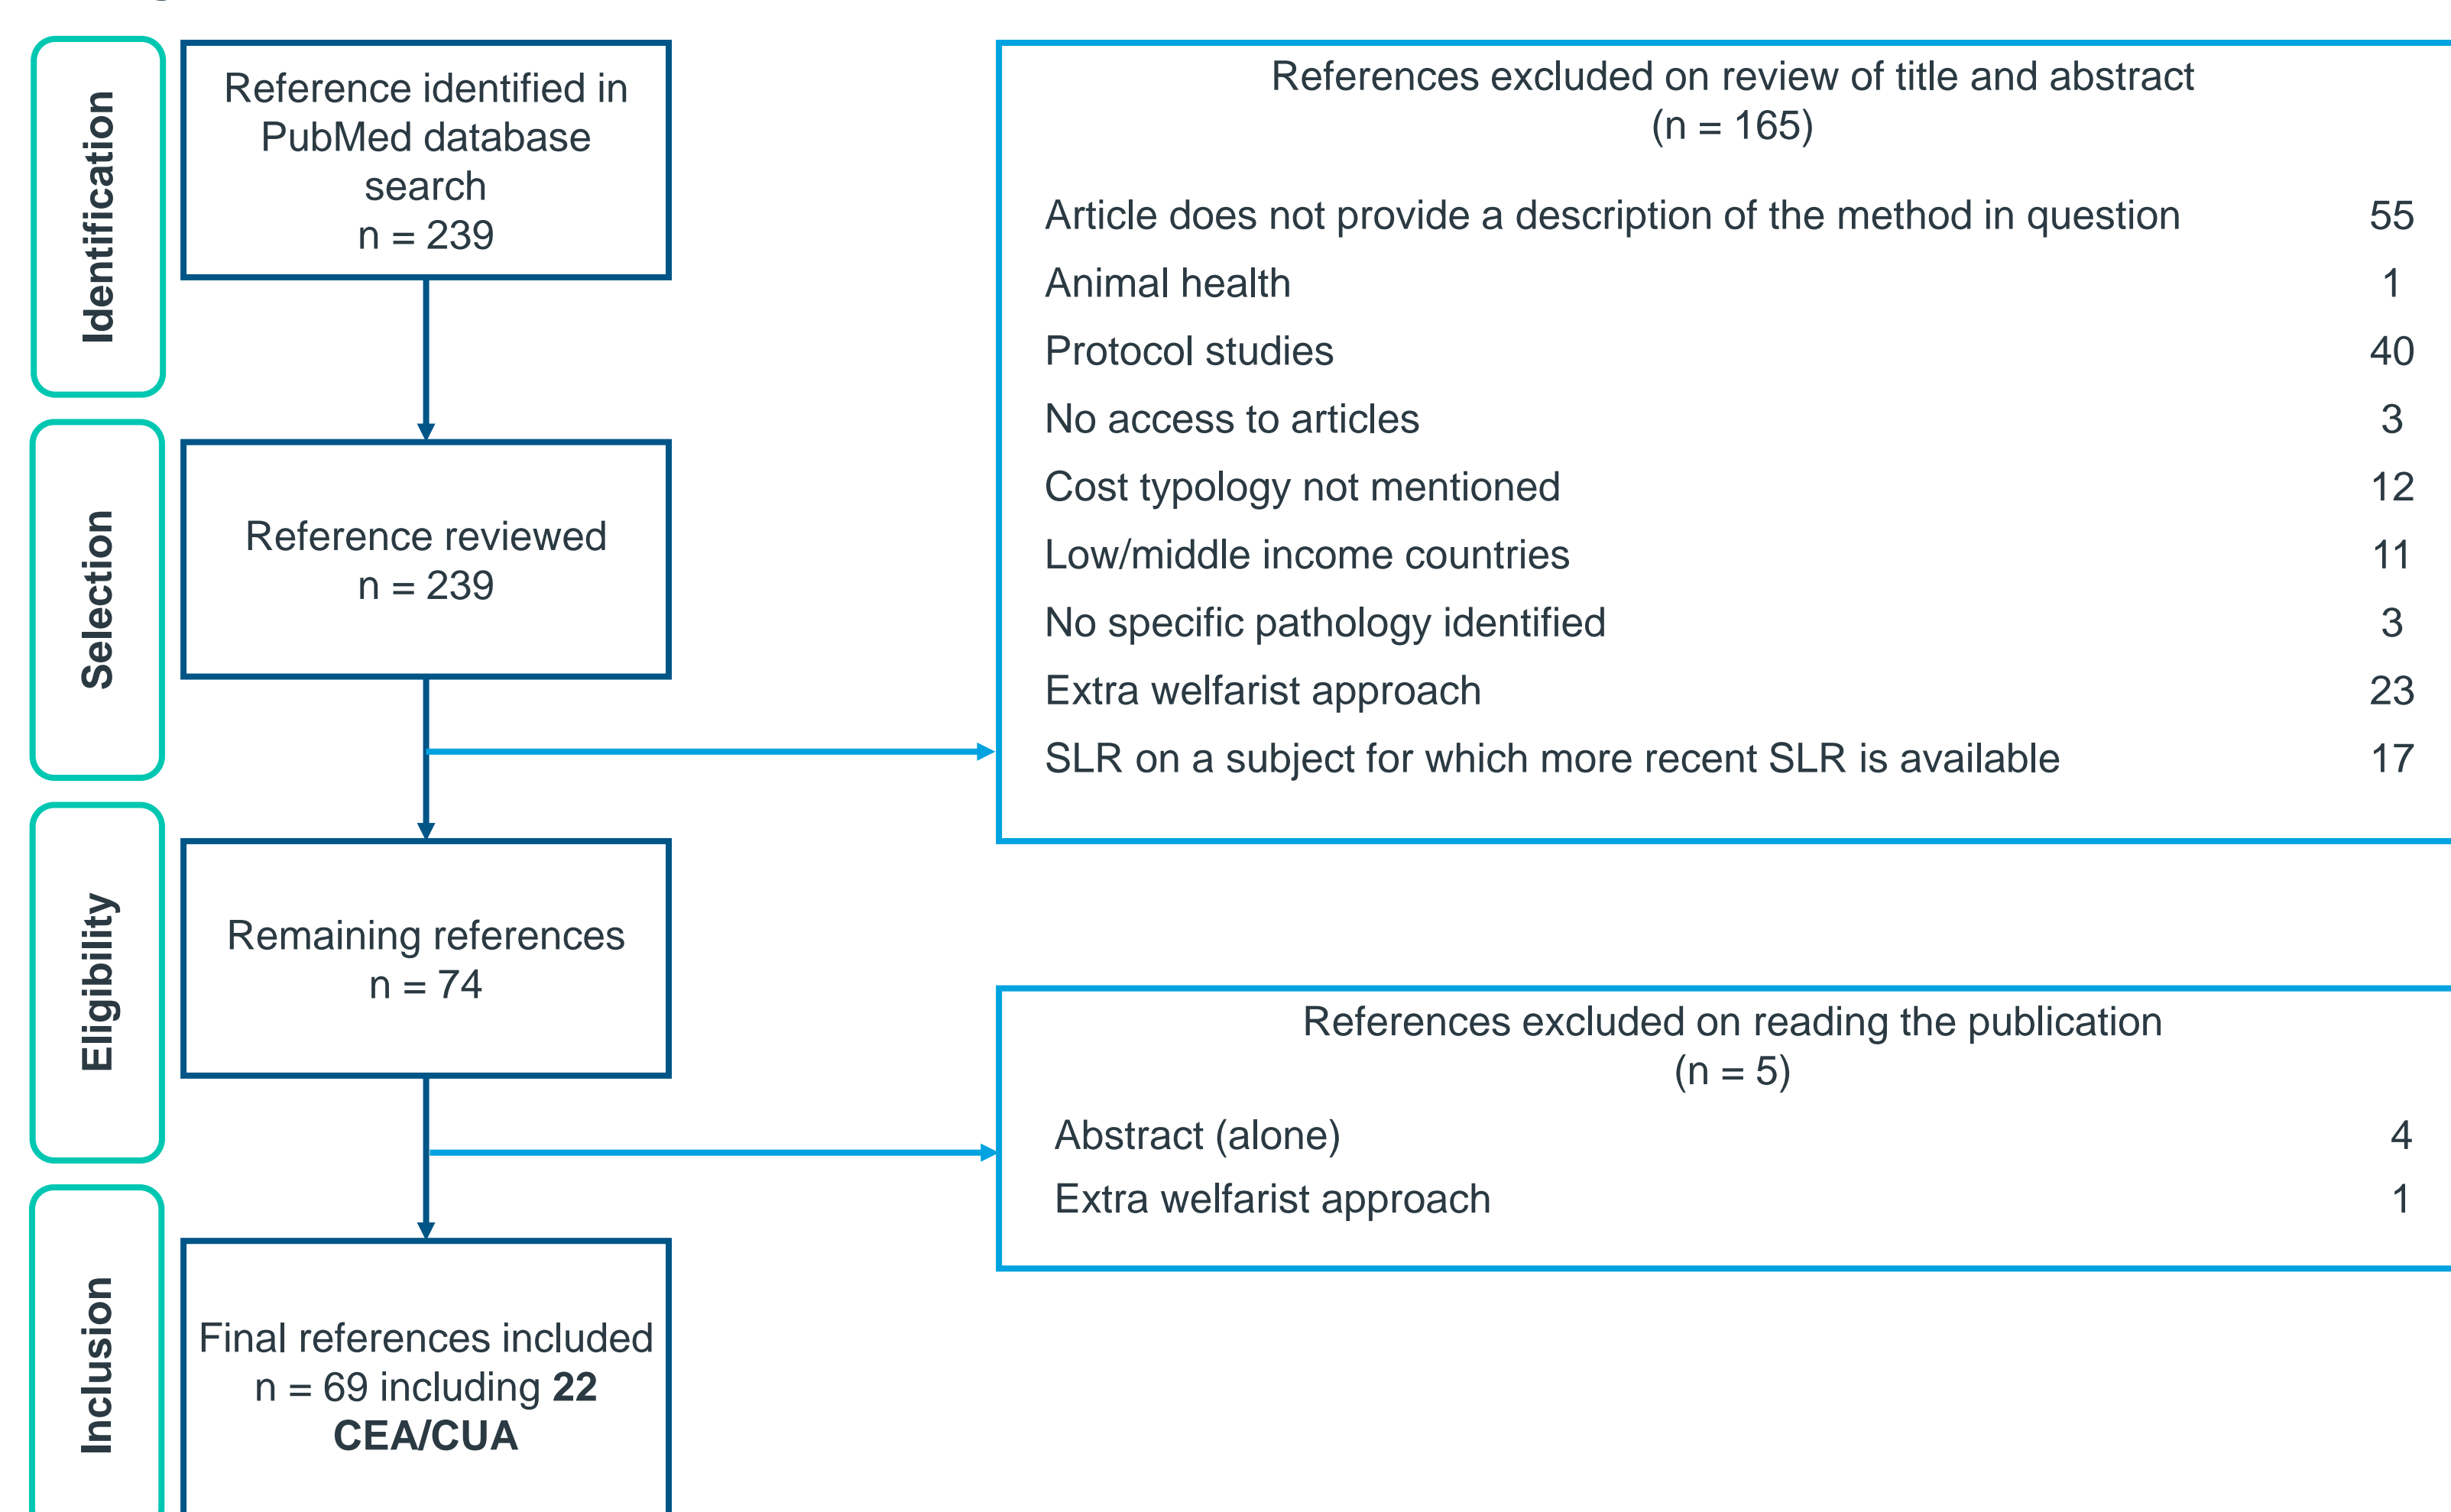 Identification
Reference identified in
PubMed database
search
n = 239
References excluded on review of title and abstract
(n = 165)
Article does not provide a description of the method in question 55
Animal health 1
Protocol studies 40
No access to articles 3
Cost typology not mentioned 12
Low/middle income countries 11
No specific pathology identified 3
Extra welfarist approach 23
SLR on a subject for which more recent SLR is available 17
Selection
Reference reviewed
n = 239
Eligibility
Remaining references
n = 74
References excluded on reading the publication
(n = 5)
Abstract (alone) 4
Extra welfarist approach 1
Inclusion
Final references included
n = 69 including 22
CEA/CUA